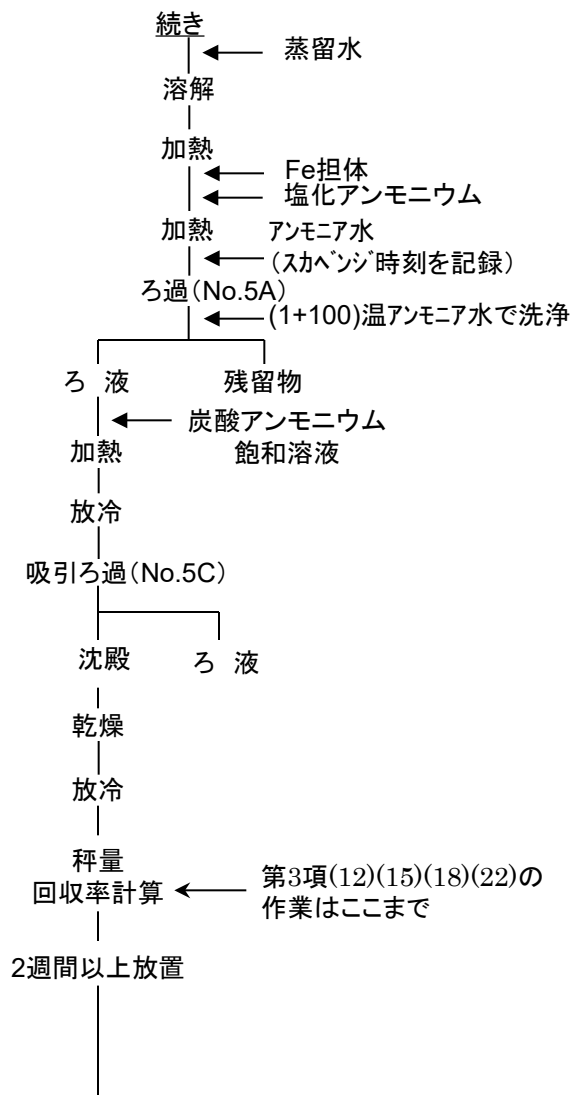 続き
蒸留水
溶解
加熱
Fe担体
塩化アンモニウム
加熱 ｱﾝﾓﾆｱ水
(ｽｶﾍﾞﾝｼﾞ時刻を記録)
ろ過(No.5A)
(1+100)温ｱﾝﾓﾆｱ水で洗浄
ろ 液 残留物
炭酸アンモニウム
加熱 飽和溶液
放冷
吸引ろ過(No.5C)
沈殿 ろ 液
乾燥
放冷
秤量
回収率計算
第3項(12)(15)(18)(22)の
作業はここまで
2週間以上放置